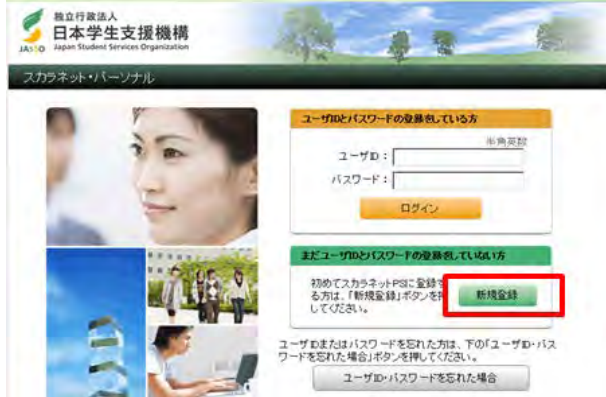 独立行政法人
日本学生支援機構
JASSO Japan Student Services Organization
スカラネット・パーソナル
ユーザIDとパスワードの登録をしている方
半角英数
ユーザID：
パスワード：
ログイン
まだユーザIDとパスワードの登録をしていない方
初めてスカラネットPSに登録す
る方は、「新規登録」ボタンを押
してください。
新規登録
ユーザIDまたはパスワードを忘れた方は、下の「ユーザID・パス
ワードを忘れた場合」ボタンを押してください。
ユーザID・パスワードを忘れた場合